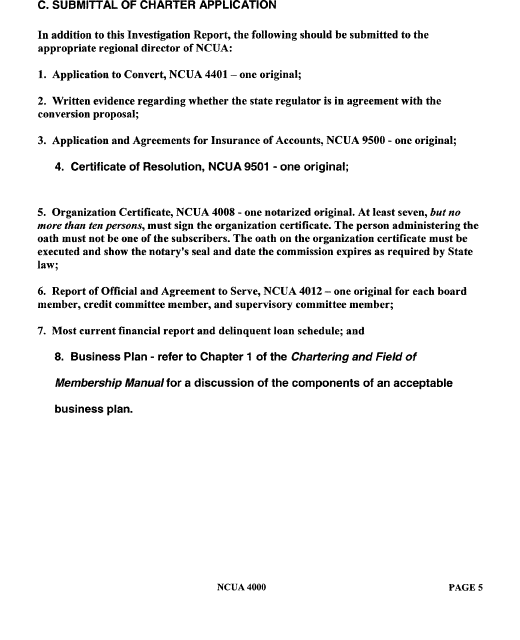 C. SUBMITTAL OF CHARTER APPLICATION
In addition to this Investigation Report, the following should be submitted to the
appropriate regional director of NCUA:
1. Application to Convert, NCUA 4401 – one original;
2. Written evidence regarding whether the state regulator is in agreement with the
conversion proposal;
3. Application and Agreements for Insurance of Accounts, NCUA 9500 - one original;
4. Certificate of Resolution, NCUA 9501 - one original;
5. Organization Certificate, NCUA 4008 - one notarized original. At least seven, but no
more than ten persons, must sign the organization certificate. The person administering the
oath must not be one of the subscribers. The oath on the organization certificate must be
executed and show the notary's seal and date the commission expires as required by State
law;
6. Report of Official and Agreement to Serve, NCUA 4012 – one original for each board
member, credit committee member, and supervisory committee member;
7. Most current financial report and delinquent loan schedule; and
8. Business Plan - refer to Chapter 1 of the Chartering and Field of
Membership Manual for a discussion of the components of an acceptable
business plan.
NCUA 4000
PAGE 5